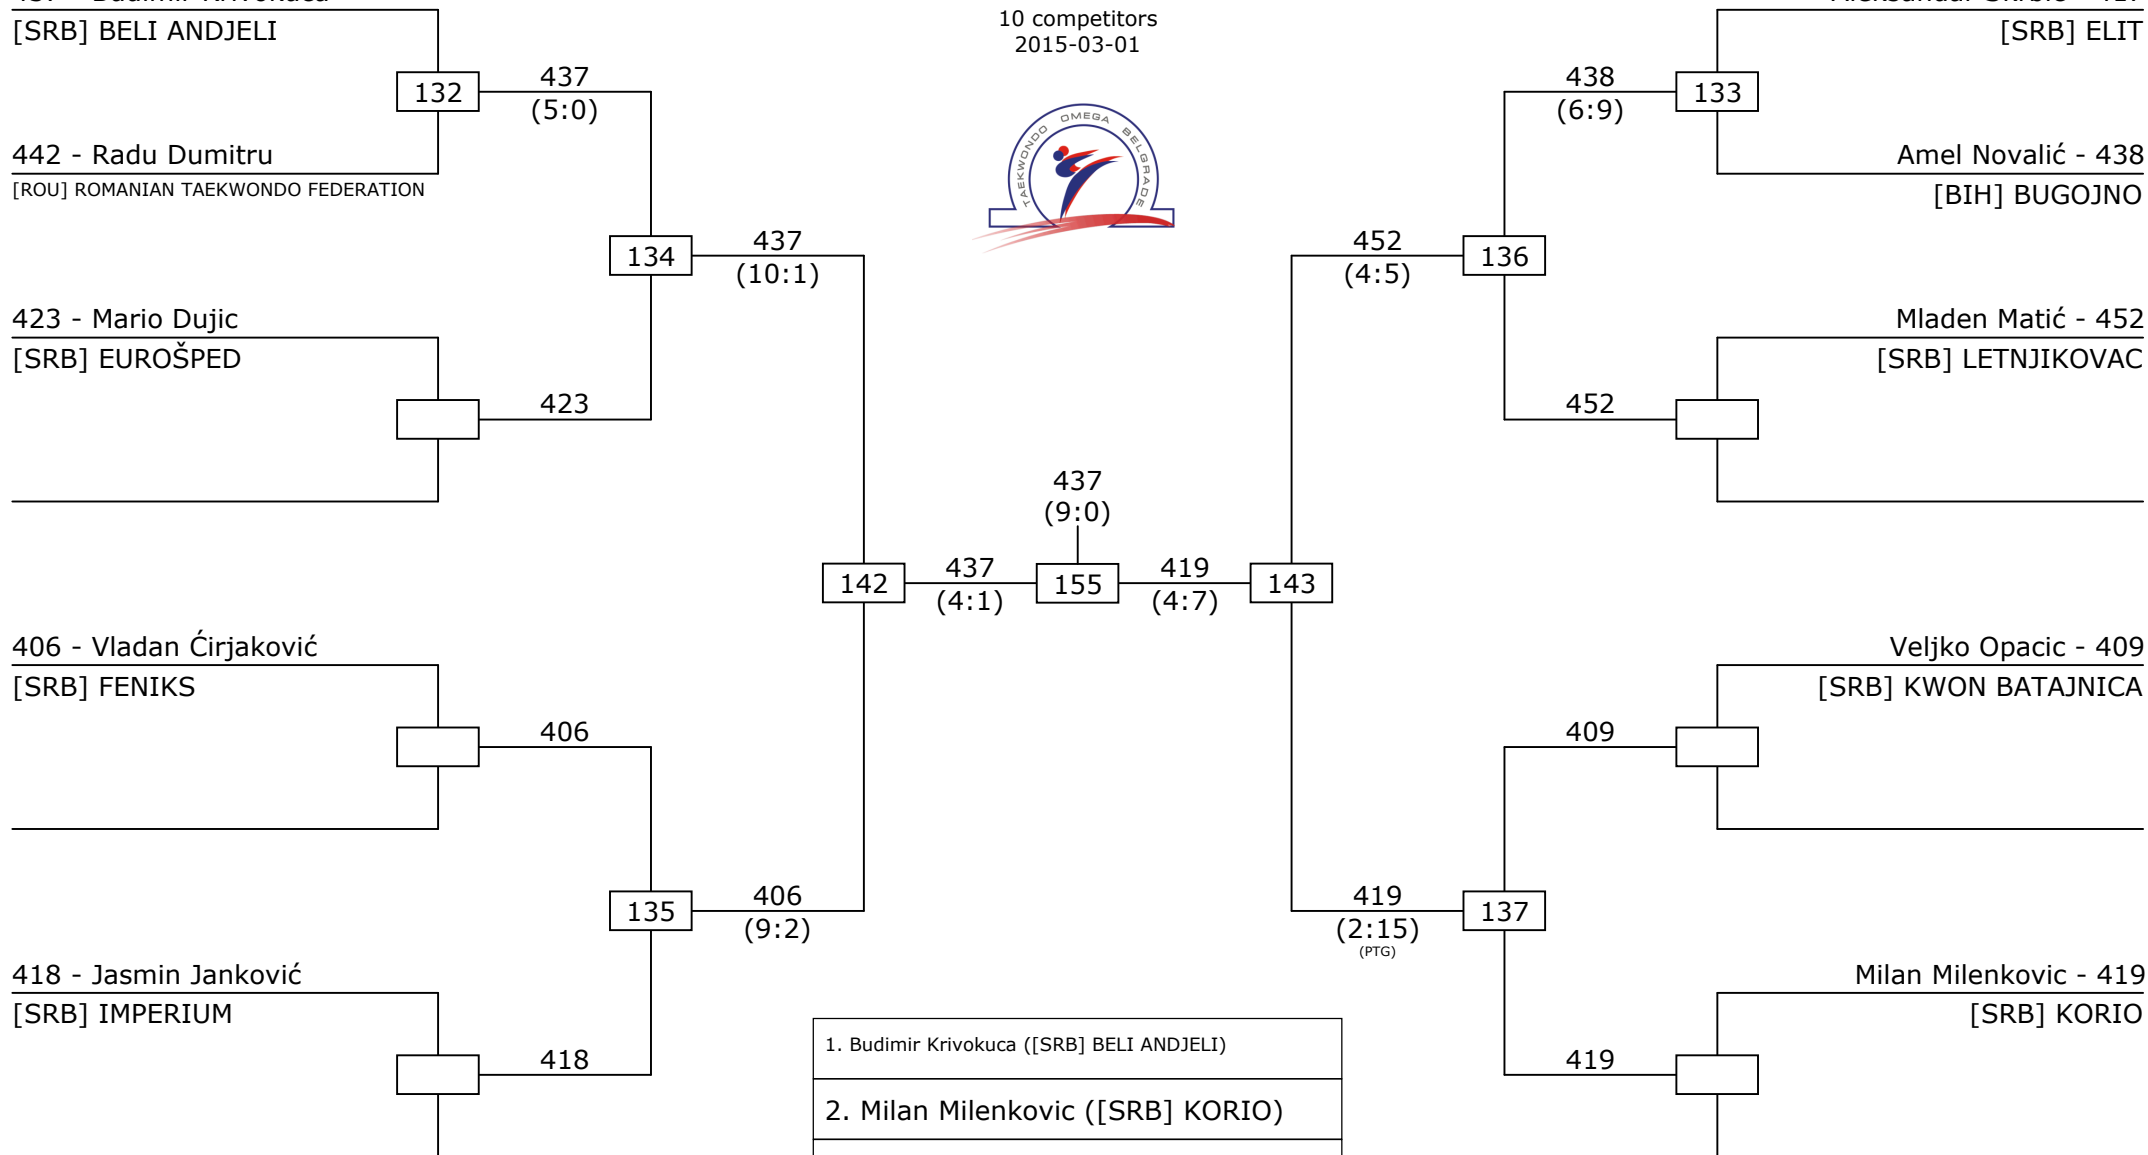 10 competitors
2015-03-01
TAEKWONDO OMEGA BELGRADE
[SRB] BELI ANDJELI
132
437
(5:0)
442 - Radu Dumitru
[ROU] ROMANIAN TAEKWONDO FEDERATION
134
437
(10:1)
423 - Mario Dujic
[SRB] EUROŠPED
423
406 - Vladan Ćirjaković
[SRB] FENIKS
406
135
406
(9:2)
418 - Jasmin Janković
[SRB] IMPERIUM
418
142
437
(4:1)
437
(9:0)
155
419
(4:7)
143
[SRB] ELIT
438
(6:9)
133
Amel Novalić - 438
[BIH] BUGOJNO
452
(4:5)
136
Mladen Matić - 452
[SRB] LETNJIKOVAC
452
Veljko Opacic - 409
[SRB] KWON BATAJNICA
409
419
(2:15)
(PTG)
137
Milan Milenkovic - 419
[SRB] KORIO
419
1. Budimir Krivokuca ([SRB] BELI ANDJELI)
2. Milan Milenkovic ([SRB] KORIO)